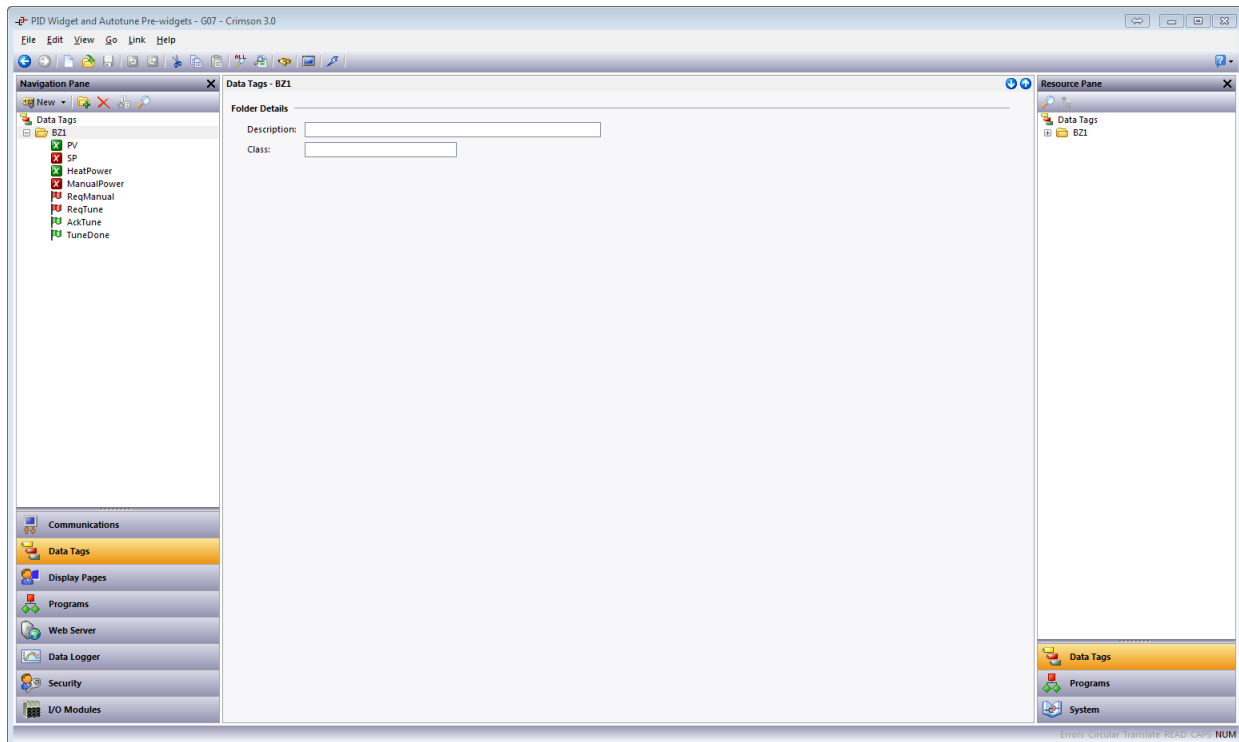 PID Widget and Autotune Pre-widgets - G07 - Crimson 3.0
File Edit View Go Link Help
ALL
Navigation Pane
Data Tags - BZ1
Resource Pane
New
Folder Details
Data Tags
BZ1
PV
SP
HeatPower
ManualPower
ReqManual
ReqTune
AckTune
TuneDone
Description:
Class:
Data Tags
BZ1
Communications
Data Tags
Display Pages
Programs
Web Server
Data Logger
Security
I/O Modules
Data Tags
Programs
System
Errors Circular Translate READ CAPS NUM